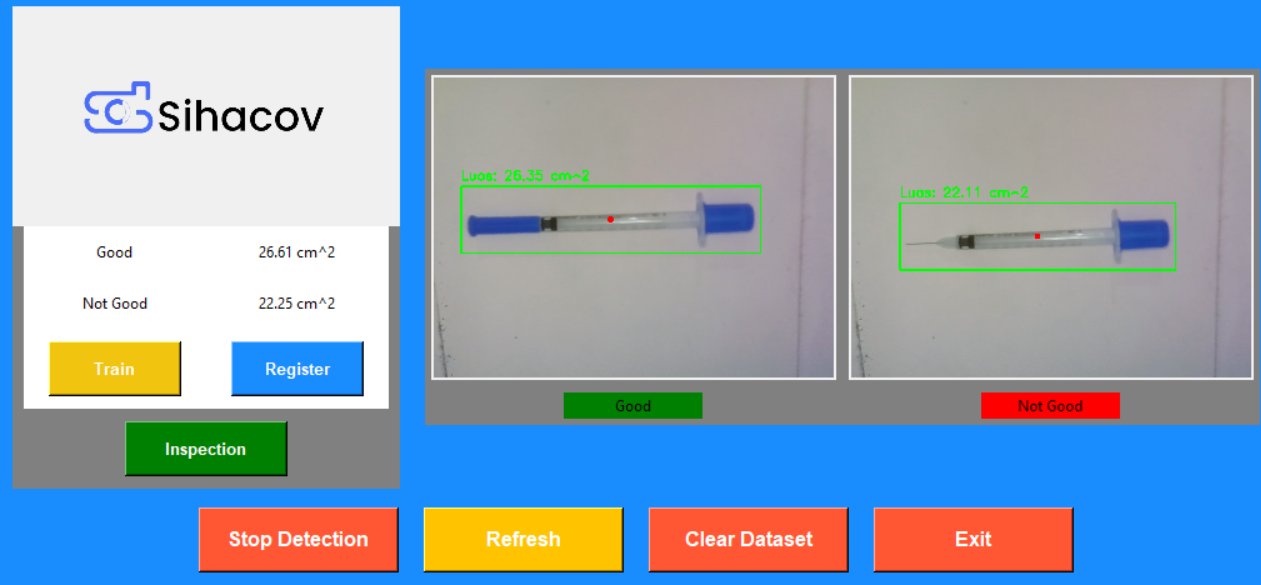 Sihacov
Good 26.61 cm^2
Not Good 22.25 cm^2
Train Register
Inspection
Luas: 26.35 cm~2
Luas: 22.11 cm~2
Good Not Good
Stop Detection Refresh Clear Dataset Exit